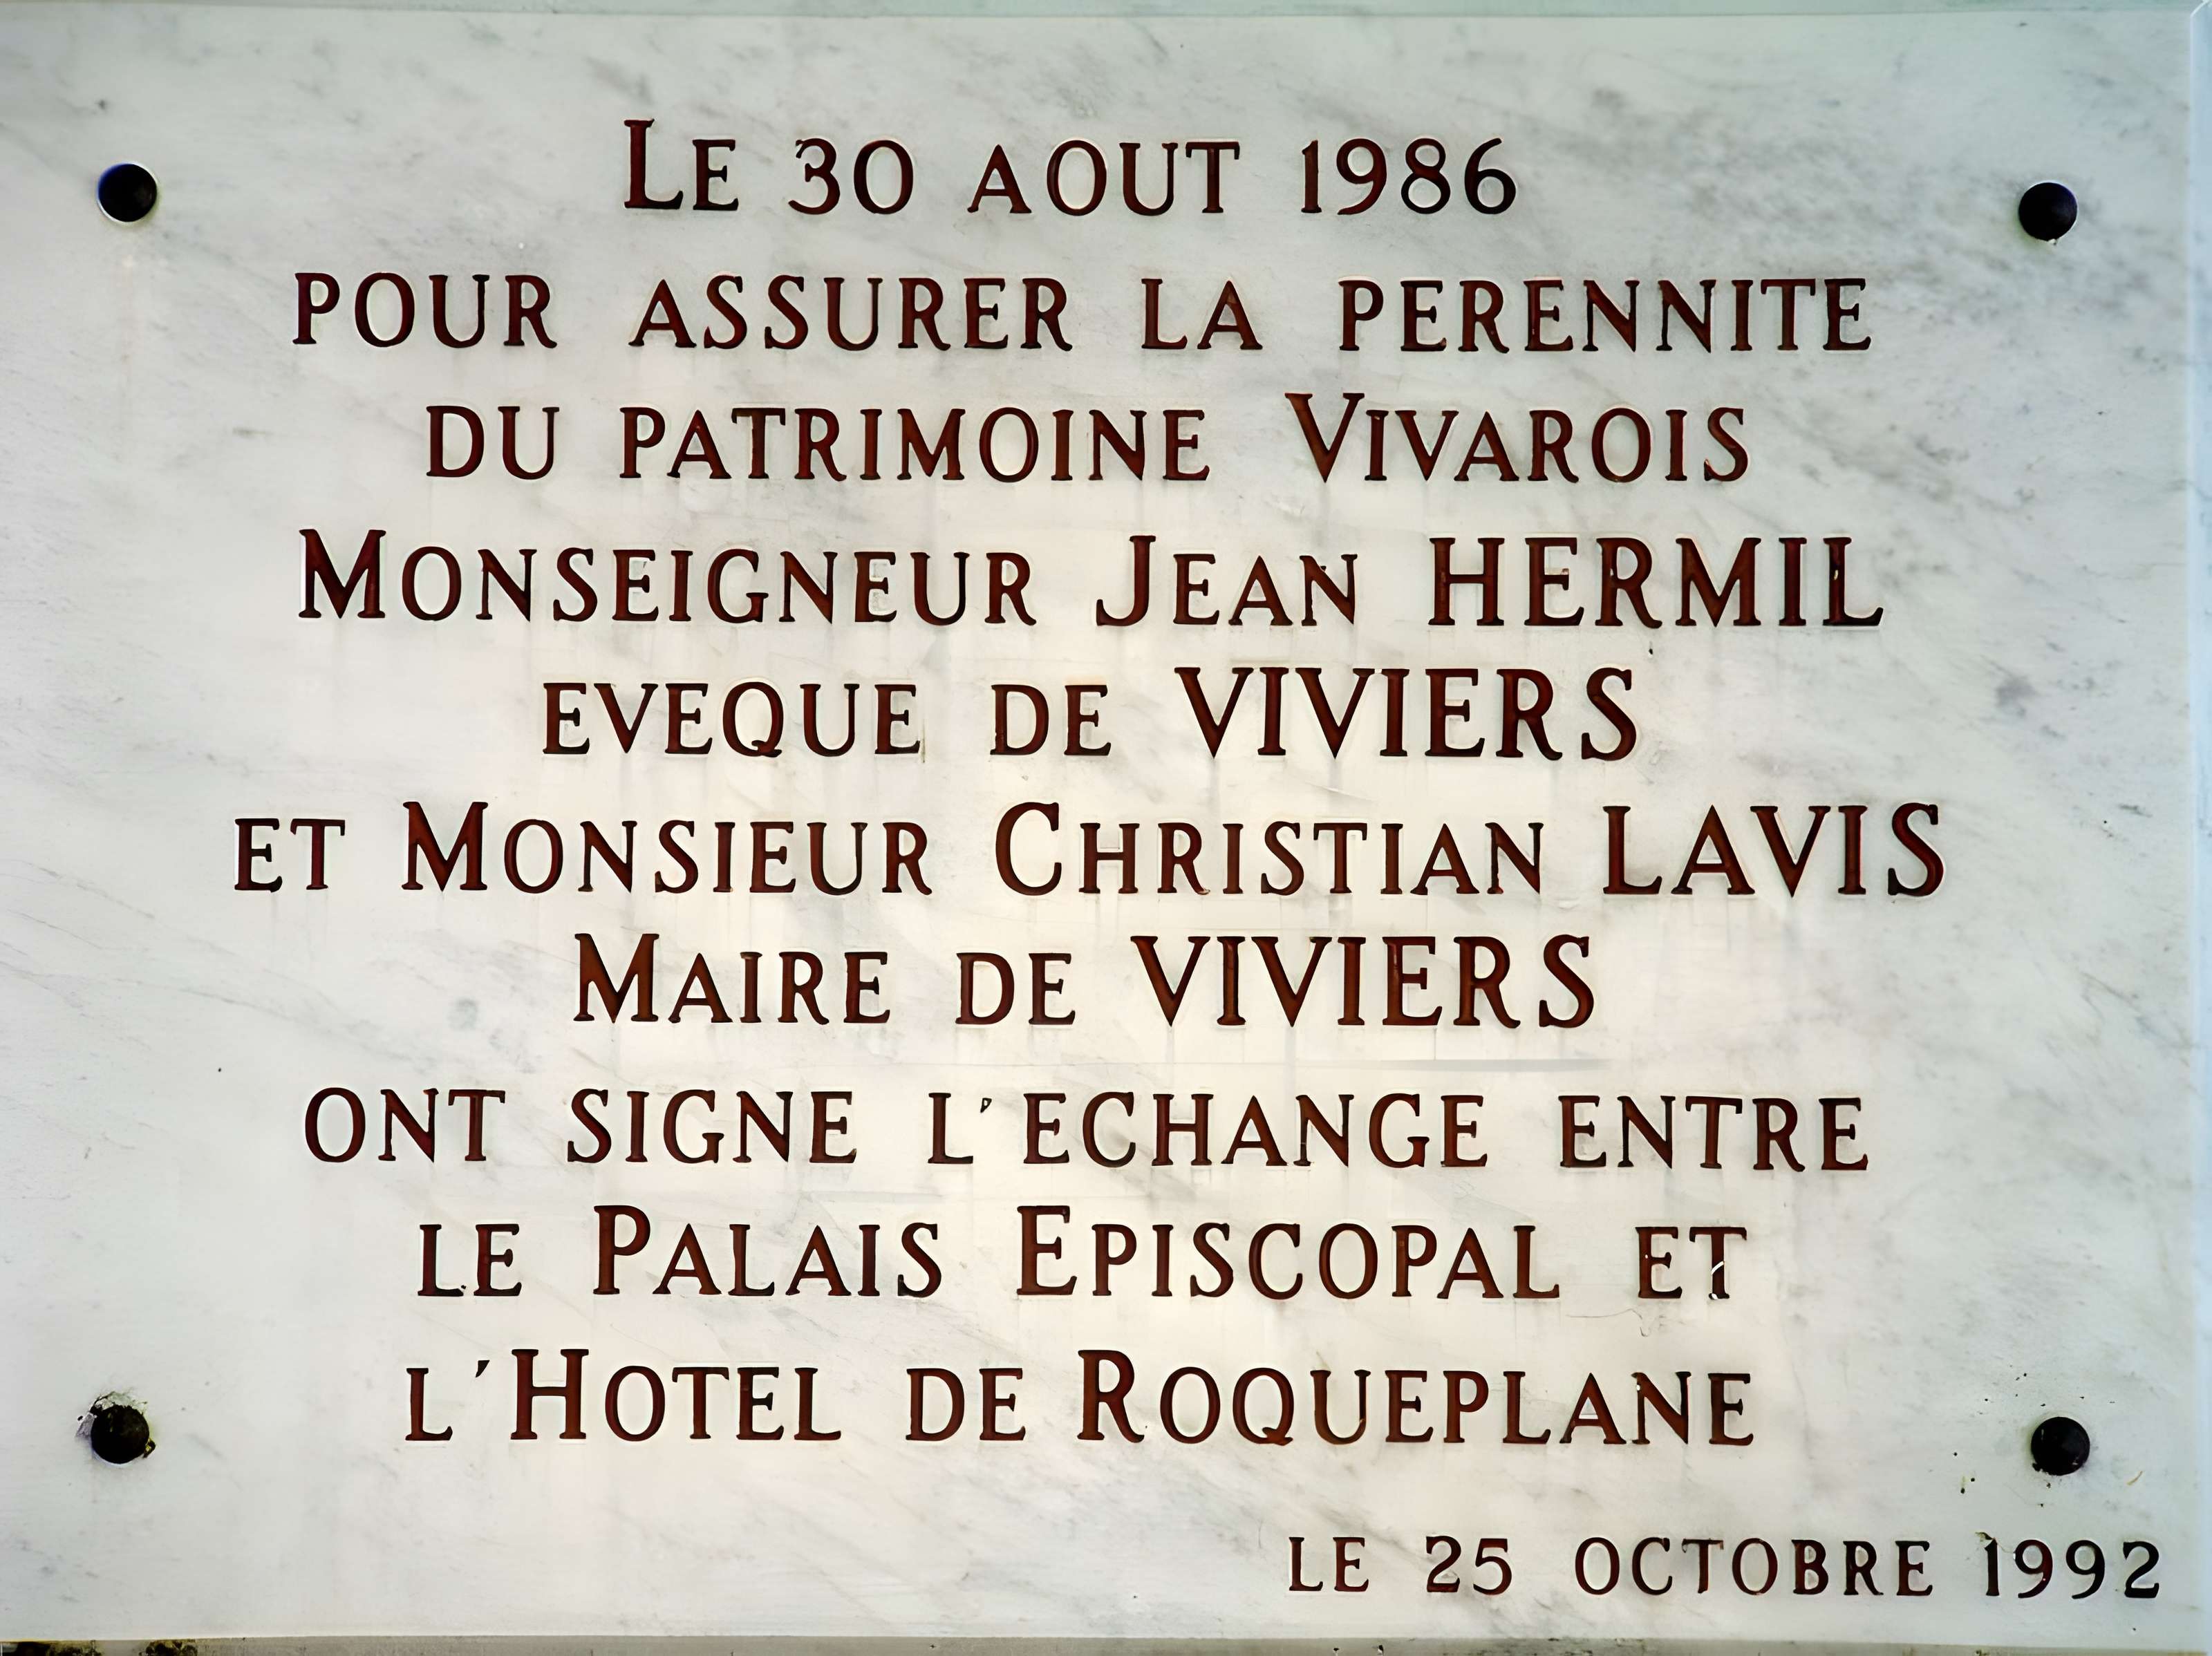 LE 30 AOUT 1986
POUR ASSURER LA PERENNITE
DU PATRIMOINE VIVAROIS
MONSEIGNEUR JEAN HERMIL
EVEQUE DE VIVIERS
ET MONSIEUR CHRISTIAN LAVIS
MAIRE DE VIVIERS
ONT SIGNE L'ECHANGE ENTRE
LE PALAIS EPISCOPAL ET
L'HOTEL DE ROQUEPLANE
LE 25 OCTOBRE 1992